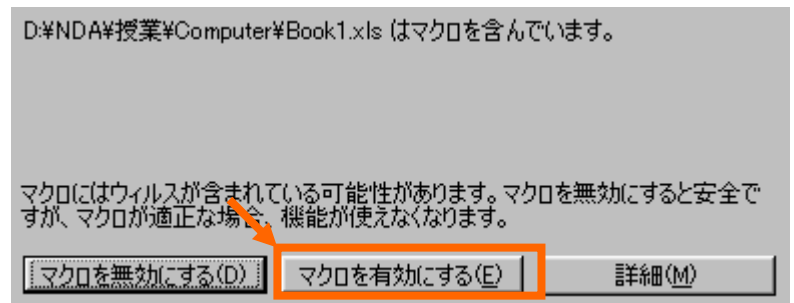 D:¥NDA¥授業¥Computer¥Book1.xls はマクロを含んでいます。
マクロにはウィルスが含まれている可能性があります。マクロを無効にすると安全で
すが、マクロが適正な場合、機能が使えなくなります。
マクロを無効にする(D) マクロを有効にする(E) 詳細(M)